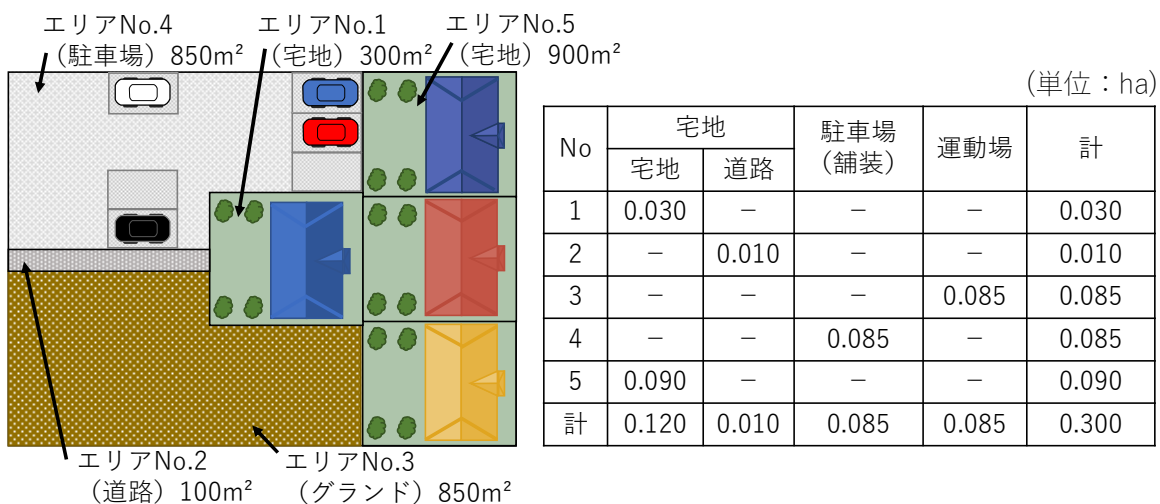 エリアNo.4
（駐車場）850m²
エリアNo.1
（宅地）300m²
エリアNo.5
（宅地）900m²
エリアNo.2
（道路）100m²
エリアNo.3
（グランド）850m²
（単位：ha)
No 宅地 駐車場（舗装） 運動場 計
宅地 道路
1 0.030 － － － 0.030
2 － 0.010 － － 0.010
3 － － － 0.085 0.085
4 － － 0.085 － 0.085
5 0.090 － － － 0.090
計 0.120 0.010 0.085 0.085 0.300